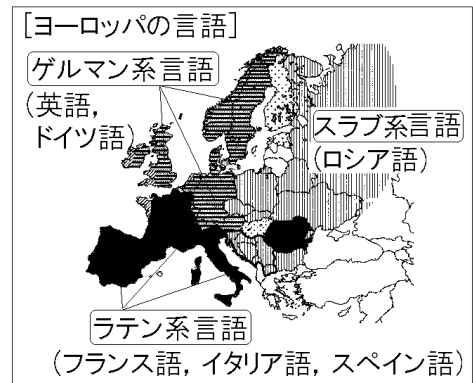 [ヨーロッパの言語]
ゲルマン系言語
(英語,
ドイツ語)
スラブ系言語
(ロシア語)
ラテン系言語
(フランス語, イタリア語, スペイン語)